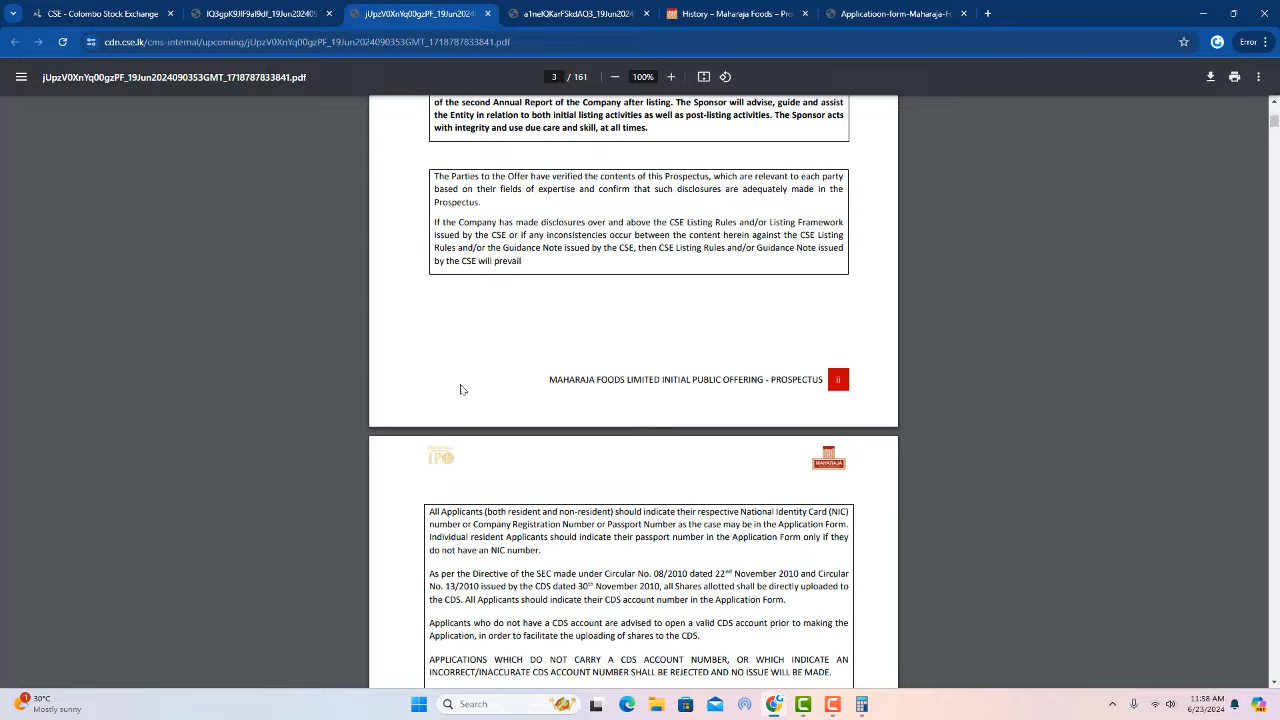 CSE - Colombo Stock Exchange
IQ3gpK9JlF9al9df_19Jun2024
jUpzV0XnYq00gzPF_19Jun2024
a1nelQKarFSkdAO3_19Jun2024
History – Maharaja Foods – Pro
Applicatioon-form-Maharaja-Fo
cdn.cse.lk/cms-internal/upcoming/jUpzV0XnYq00gzPF_19Jun2024090353GMT_1718787833841.pdf
Error
jUpzV0XnYq00gzPF_19Jun2024090353GMT_1718787833841.pdf
3 / 161
100%
of the second Annual Report of the Company after listing. The Sponsor will advise, guide and assist
the Entity in relation to both initial listing activities as well as post-listing activities. The Sponsor acts
with integrity and use due care and skill, at all times.
The Parties to the Offer have verified the contents of this Prospectus, which are relevant to each party
based on their fields of expertise and confirm that such disclosures are adequately made in the
Prospectus.
If the Company has made disclosures over and above the CSE Listing Rules and/or Listing Framework
issued by the CSE or if any inconsistencies occur between the content herein against the CSE Listing
Rules and/or the Guidance Note issued by the CSE, then CSE Listing Rules and/or Guidance Note issued
by the CSE will prevail
MAHARAJA FOODS LIMITED INITIAL PUBLIC OFFERING - PROSPECTUS ii
IPO
MAHARAJA
All Applicants (both resident and non-resident) should indicate their respective National Identity Card (NIC)
number or Company Registration Number or Passport Number as the case may be in the Application Form.
Individual resident Applicants should indicate their passport number in the Application Form only if they
do not have an NIC number.
As per the Directive of the SEC made under Circular No. 08/2010 dated 22nd November 2010 and Circular
No. 13/2010 issued by the CDS dated 30th November 2010, all Shares allotted shall be directly uploaded to
the CDS. All Applicants should indicate their CDS account number in the Application Form.
Applicants who do not have a CDS account are advised to open a valid CDS account prior to making the
Application, in order to facilitate the uploading of shares to the CDS.
APPLICATIONS WHICH DO NOT CARRY A CDS ACCOUNT NUMBER, OR WHICH INDICATE AN
INCORRECT/INACCURATE CDS ACCOUNT NUMBER SHALL BE REJECTED AND NO ISSUE WILL BE MADE.
1
30°C
Mostly sunny
Search
11:58 AM
6/23/2024